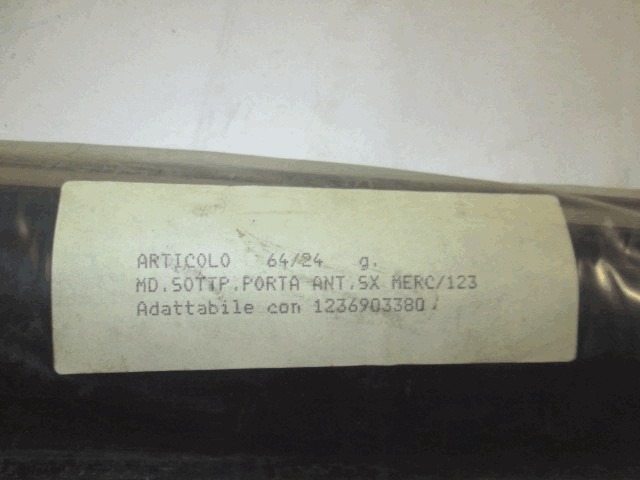 ARTICOLO 64/24 g.
MD.SOTTP.PORTA ANT.SX MERC/123
Adattabile con 1236903380